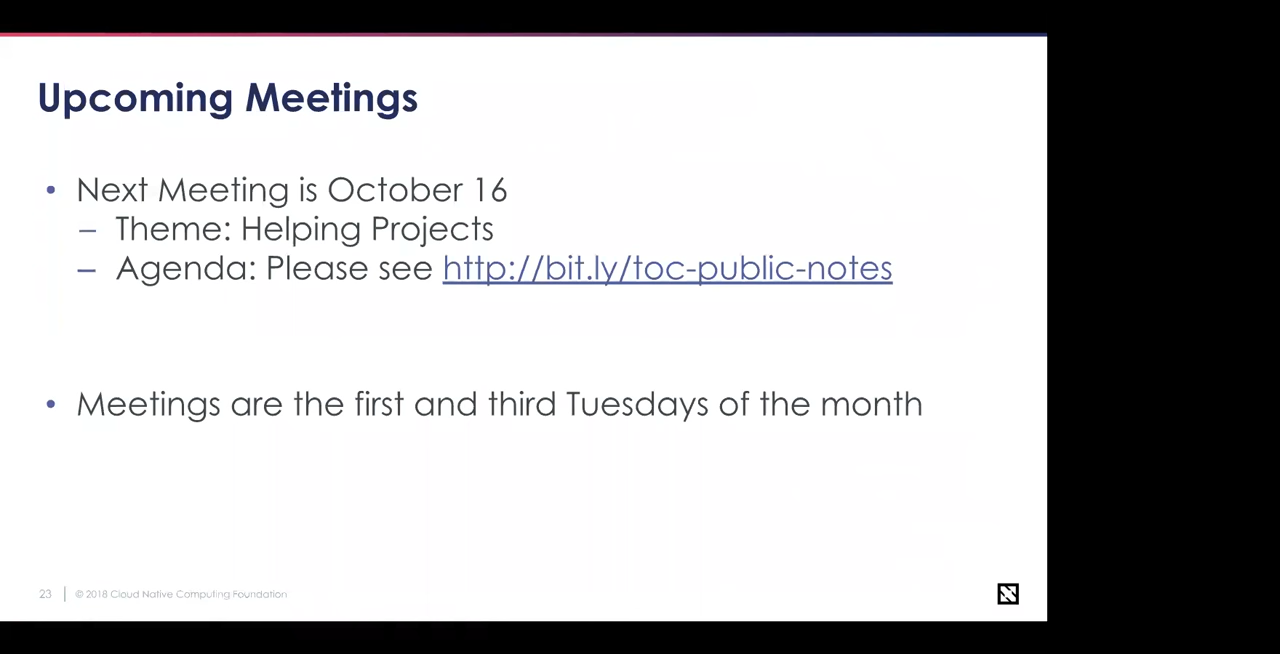 Upcoming Meetings
• Next Meeting is October 16
– Theme: Helping Projects
– Agenda: Please see http://bit.ly/toc-public-notes
• Meetings are the first and third Tuesdays of the month
23 | © 2018 Cloud Native Computing Foundation